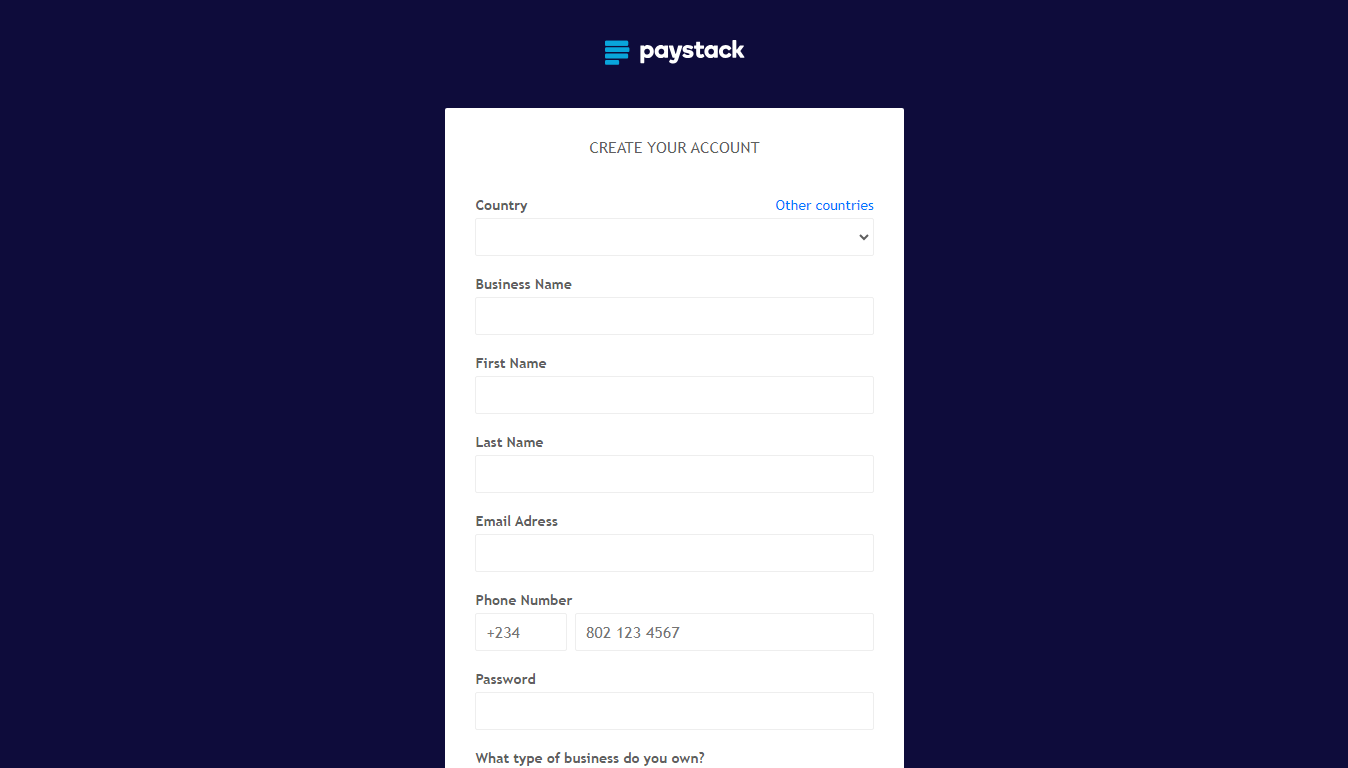 paystack
CREATE YOUR ACCOUNT
Country Other countries
Business Name
First Name
Last Name
Email Adress
Phone Number
+234 802 123 4567
Password
What type of business do you own?